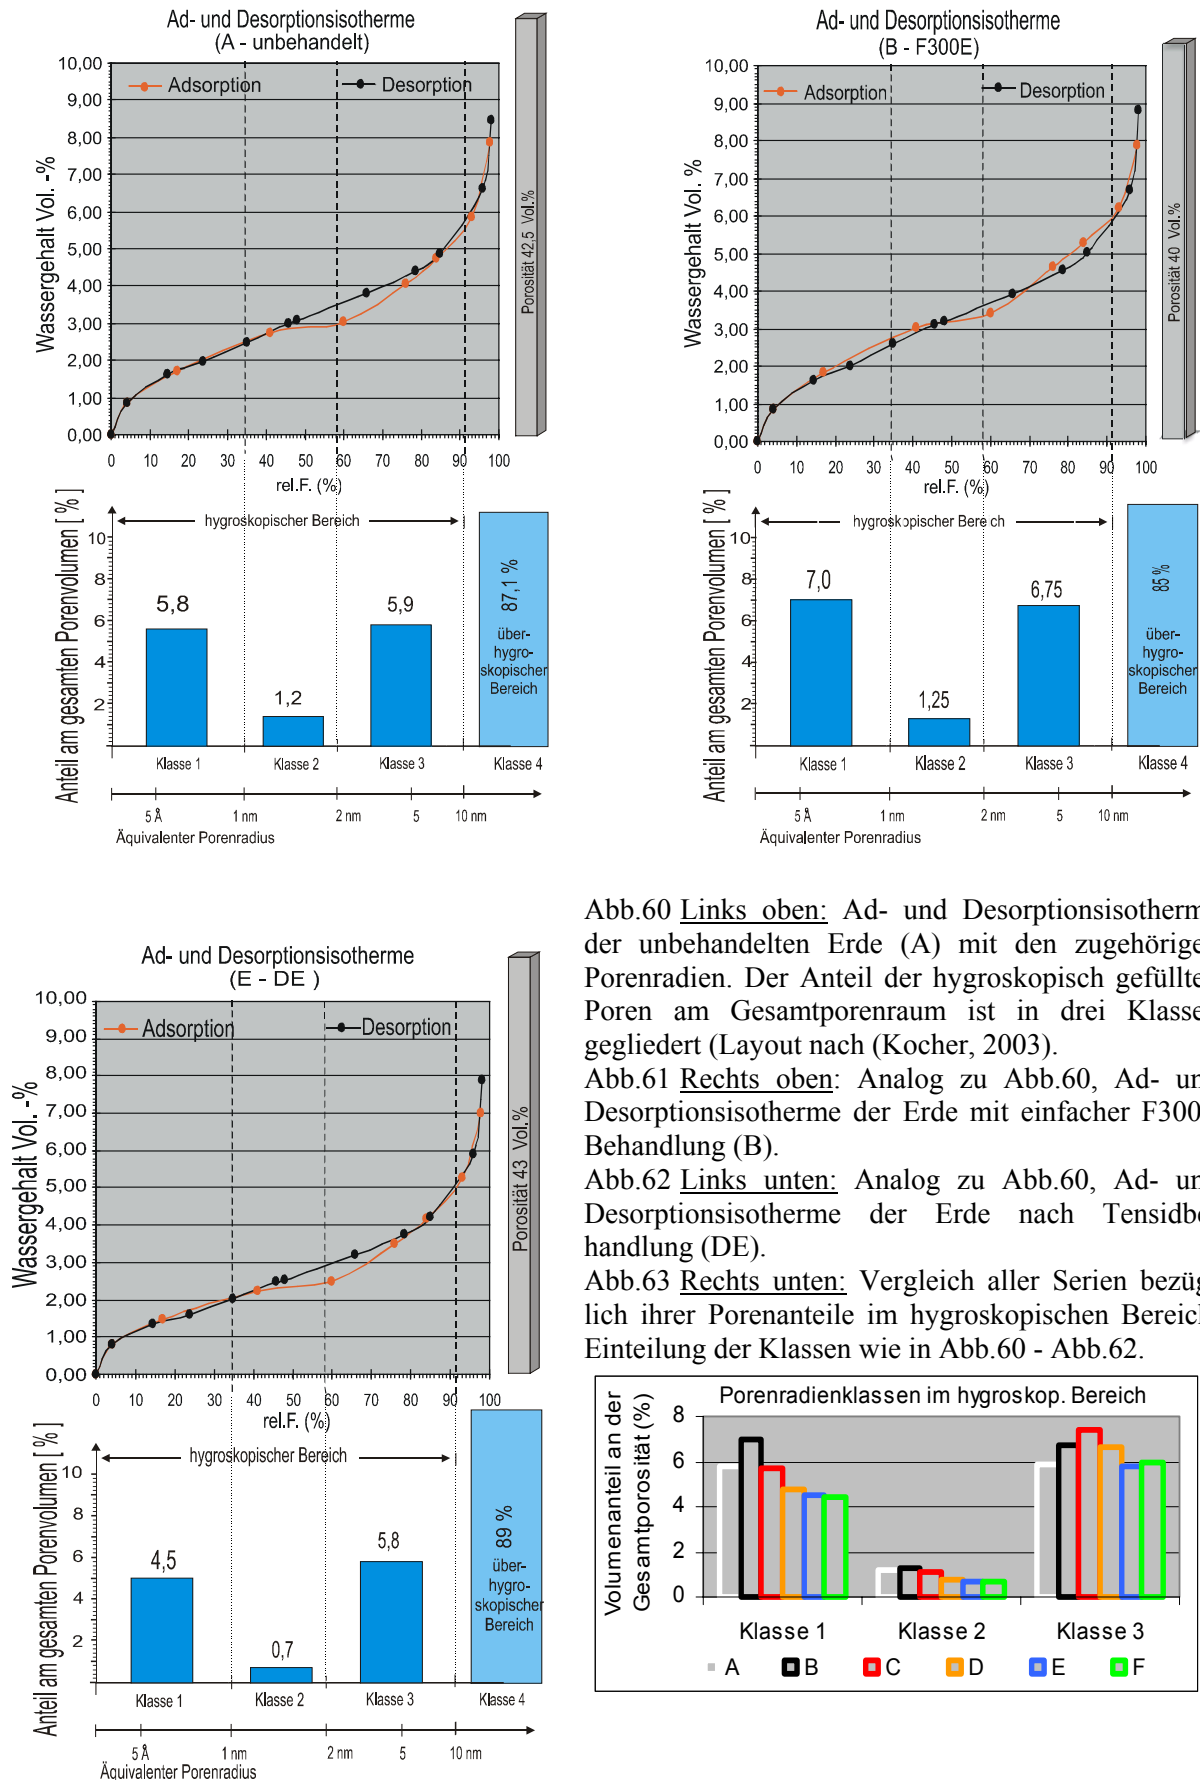 Ad- und Desorptionsisotherme
(A - unbehandelt)
10,00
9,00
8,00
7,00
6,00
5,00
4,00
3,00
2,00
1,00
0,00
Wassergehalt Vol. -%
Adsorption
Desorption
0 10 20 30 40 50 60 70 80 90 100
rel.F. (%)
Porosität 42,5 Vol.%
Anteil am gesamten Porenvolumen [ % ]
hygroskopischer Bereich
10
8
6
4
2
5,8
1,2
5,9
87,1 %
über-
hygro-
skopischer
Bereich
Klasse 1 Klasse 2 Klasse 3 Klasse 4
5 Å 1 nm 2 nm 5 10 nm
Äquivalenter Porenradius
Ad- und Desorptionsisotherme
(B - F300E)
10,00
9,00
8,00
7,00
6,00
5,00
4,00
3,00
2,00
1,00
0,00
Wassergehalt Vol. %
Adsorption
Desorption
0 10 20 30 40 50 60 70 80 90 100
rel.F. (%)
Porosität 40 Vol.%
Anteil am gesamten Porenvolumen [ % ]
hygroskopischer Bereich
10
8
6
4
2
7,0
1,25
6,75
85 %
über-
hygro-
skopischer
Bereich
Klasse 1 Klasse 2 Klasse 3 Klasse 4
5 Å 1 nm 2 nm 5 10 nm
Äquivalenter Porenradius
Ad- und Desorptionsisotherme
(E - DE )
10,00
9,00
8,00
7,00
6,00
5,00
4,00
3,00
2,00
1,00
0,00
Wassergehalt Vol. -%
Adsorption
Desorption
0 10 20 30 40 50 60 70 80 90 100
rel.F. (%)
Porosität 43 Vol.%
Anteil am gesamten Porenvolumen [ % ]
hygroskopischer Bereich
10
8
6
4
2
4,5
0,7
5,8
89 %
über-
hygro-
skopischer
Bereich
Klasse 1 Klasse 2 Klasse 3 Klasse 4
5 Å 1 nm 2 nm 5 10 nm
Äquivalenter Porenradius
Abb.60 Links oben: Ad- und Desorptionsisotherm
der unbehandelten Erde (A) mit den zugehörige
Porenradien. Der Anteil der hygroskopisch gefüllte
Poren am Gesamtporenraum ist in drei Klasse
gegliedert (Layout nach (Kocher, 2003).
Abb.61 Rechts oben: Analog zu Abb.60, Ad- un
Desorptionsisotherme der Erde mit einfacher F300
Behandlung (B).
Abb.62 Links unten: Analog zu Abb.60, Ad- un
Desorptionsisotherme der Erde nach Tensidbe
handlung (DE).
Abb.63 Rechts unten: Vergleich aller Serien bezüg
lich ihrer Porenanteile im hygroskopischen Bereich
Einteilung der Klassen wie in Abb.60 - Abb.62.
Porenradienklassen im hygroskop. Bereich
Volumenanteil an der
Gesamtporosität (%)
8
6
4
2
0
Klasse 1 Klasse 2 Klasse 3
A B C D E F